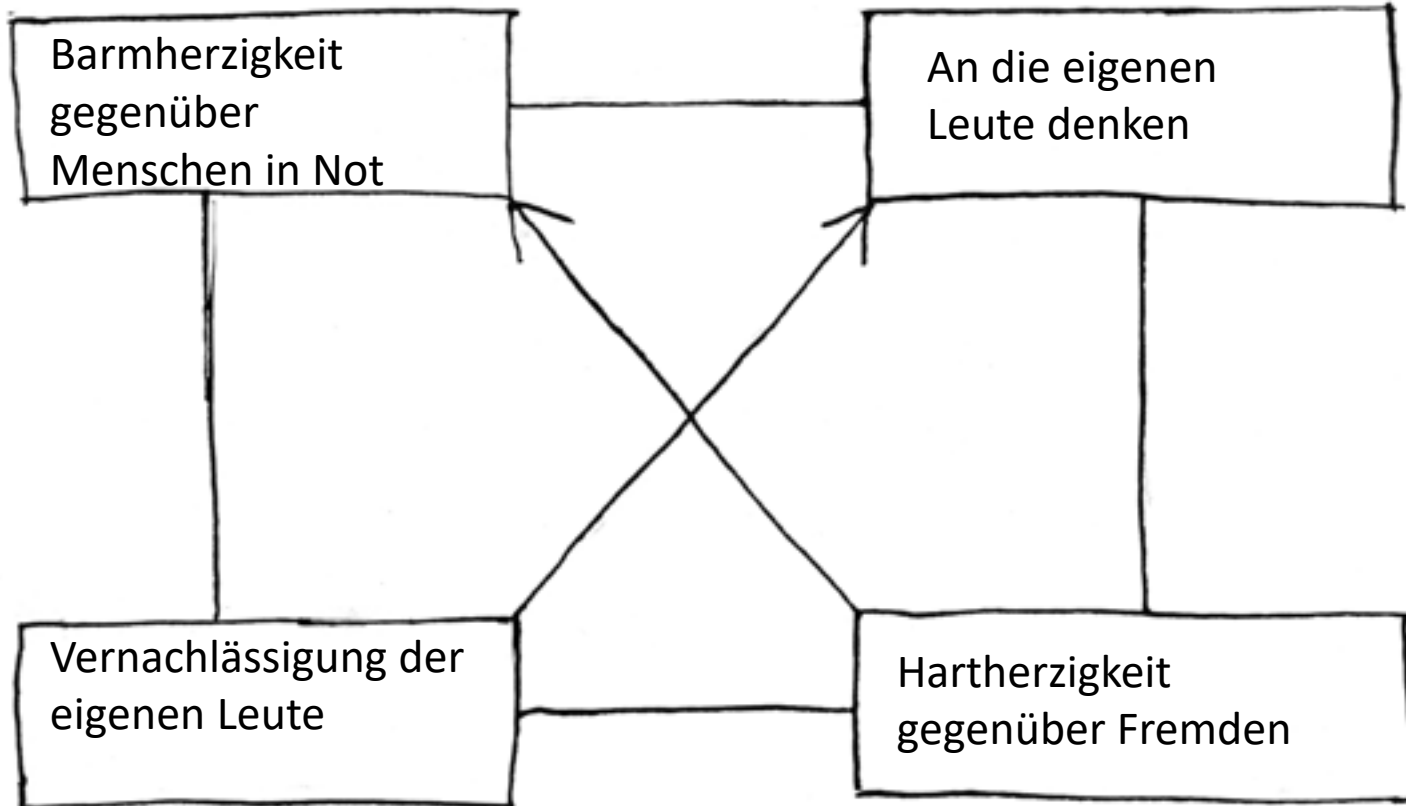 Barmherzigkeit
gegenüber
Menschen in Not
An die eigenen
Leute denken
Vernachlässigung der
eigenen Leute
Hartherzigkeit
gegenüber Fremden